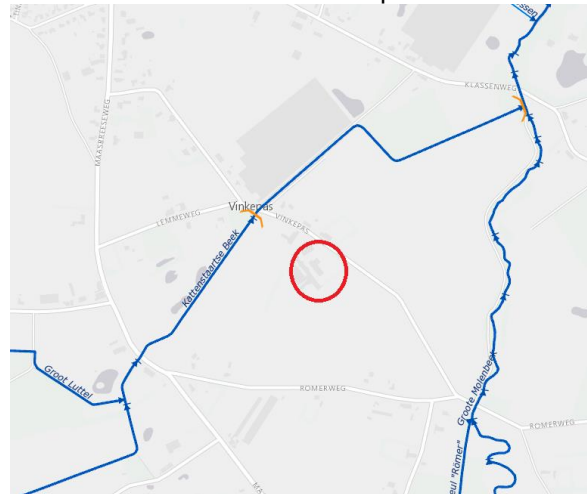 KLASSENWEG
MAASBREESEWEG
Vinkepas
LEMMEWEG
VINKEPAS
Kattenstaartse Beek
Groot Luttel
ROMERWEG
Groote Molenbeek
ROMERWEG